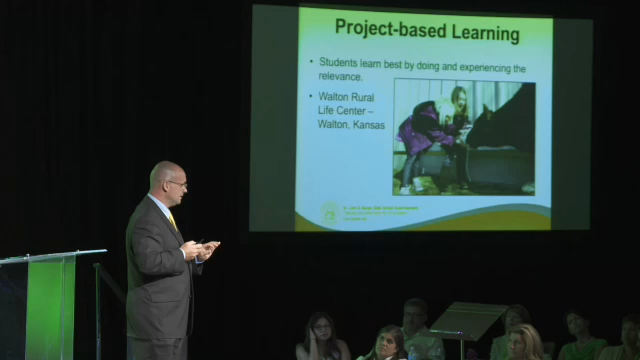 Project-based Learning
• Students learn best by doing and experiencing the
relevance.
• Walton Rural
Life Center –
Walton, Kansas